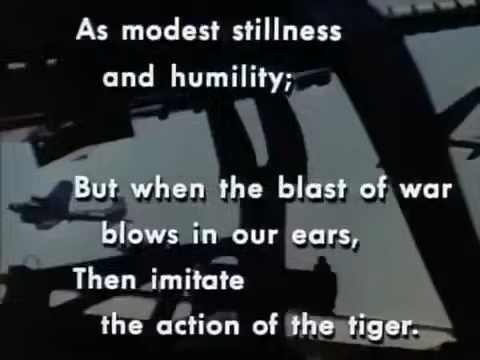 As modest stillness
and humility;
But when the blast of war
blows in our ears,
Then imitate
the action of the tiger.